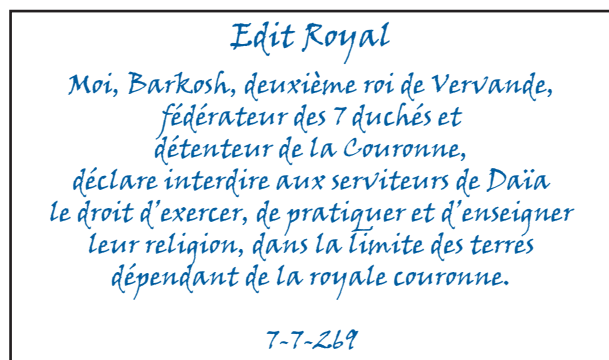 Edit Royal
Moi, Barkosh, deuxième roi de Vervande,
fédérateur des 7 duchés et
détenteur de la Couronne,
déclare interdire aux serviteurs de Daïa
le droit d'exercer, de pratiquer et d'enseigner
leur religion, dans la limite des terres
dépendant de la royale couronne.
7-7-269